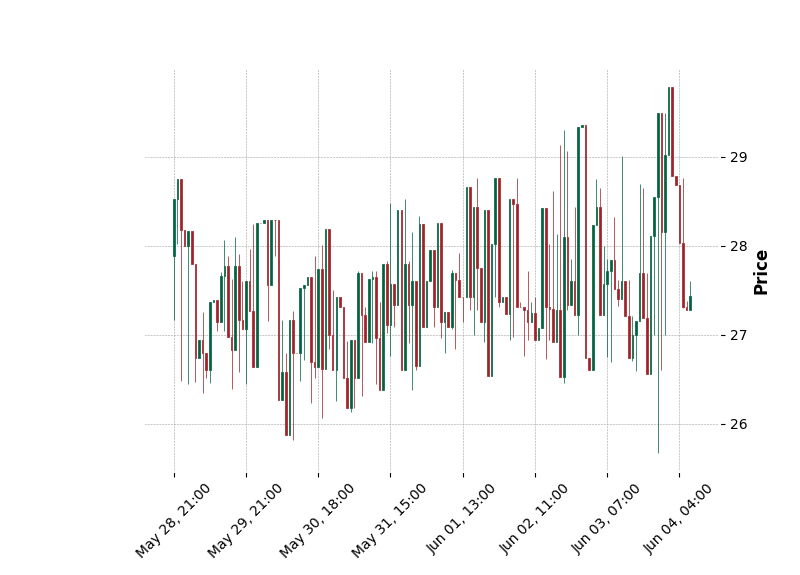 29
28
27
26
Price
May 28, 21:00
May 29, 21:00
May 30, 18:00
May 31, 15:00
Jun 01, 13:00
Jun 02, 11:00
Jun 03, 07:00
Jun 04, 04:00